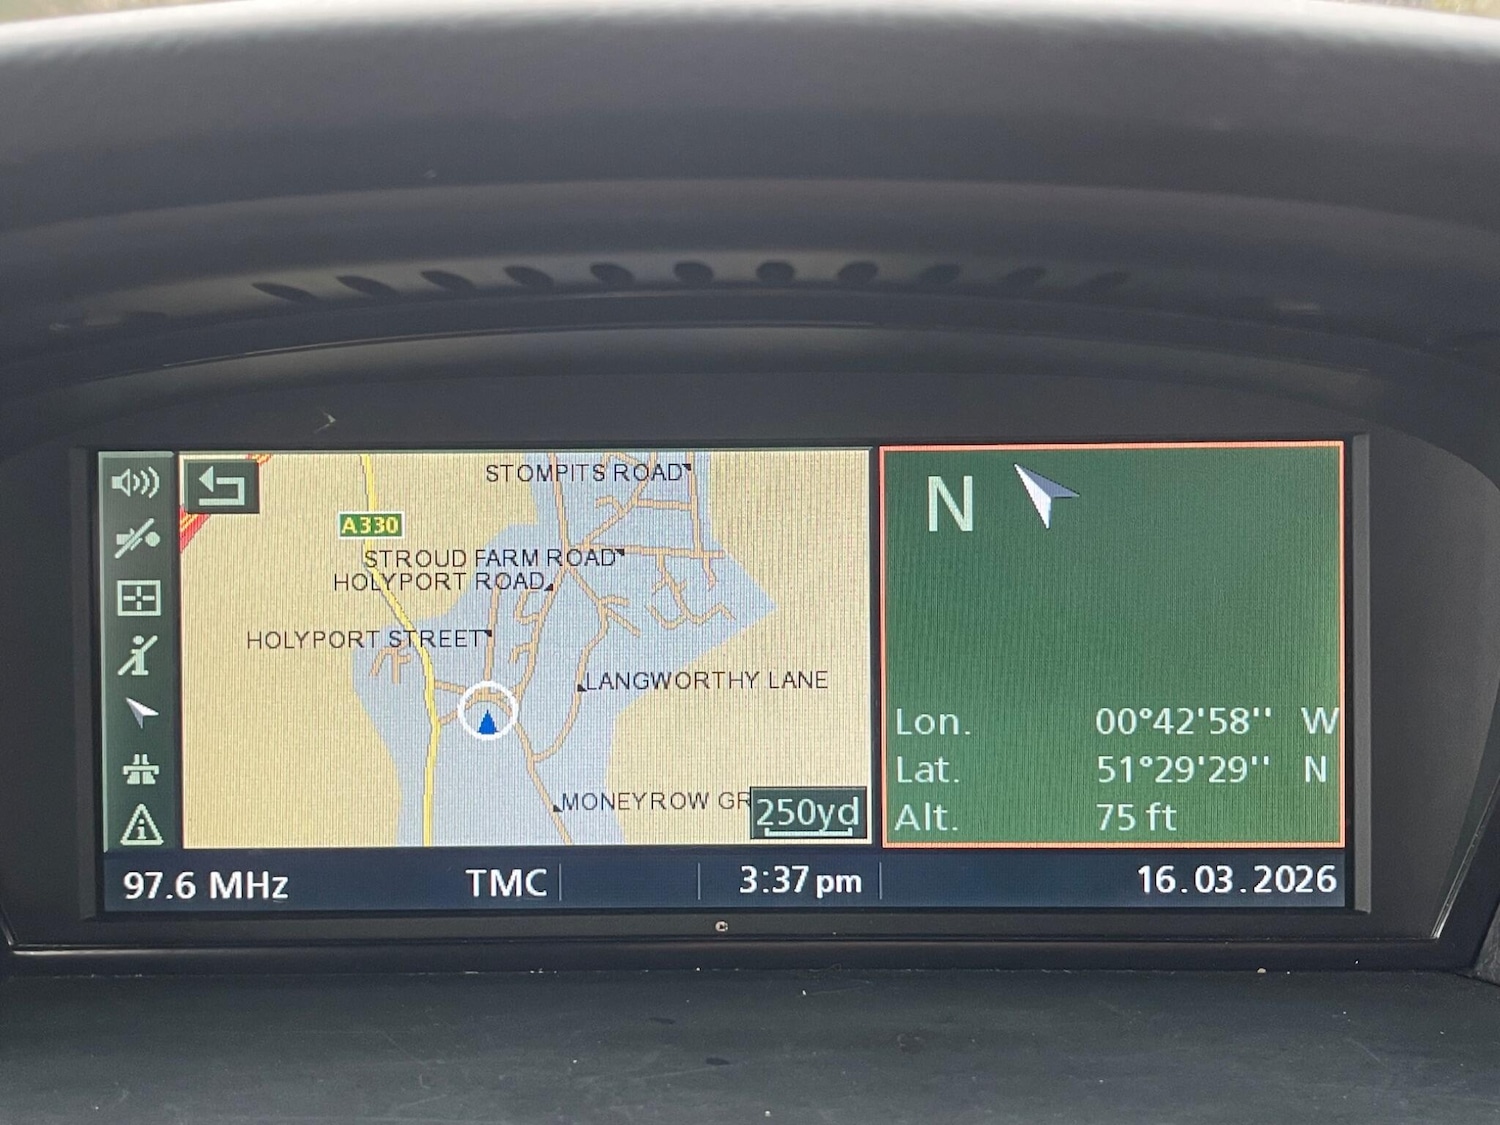 STOMPITS ROAD
A330
STROUD FARM ROAD
HOLYPORT ROAD
HOLYPORT STREET
LANGWORTHY LANE
MONEYROW GR
250yd
N
Lon. 00°42'58'' W
Lat. 51°29'29'' N
Alt. 75 ft
97.6 MHz TMC 3:37 pm 16.03.2026